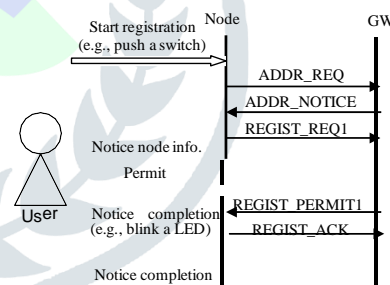 Start registration Node GW
(e.g., push a switch)
ADDR_REQ
ADDR_NOTICE
REGIST_REQ1
Notice node info.
Permit
User
REGIST_PERMIT1
Notice completion
(e.g., blink a LED)
REGIST_ACK
Notice completion